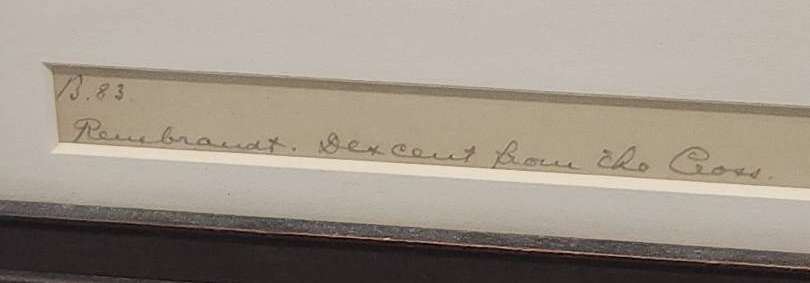 B. 83.
Rembrandt. Descent from the Cross.